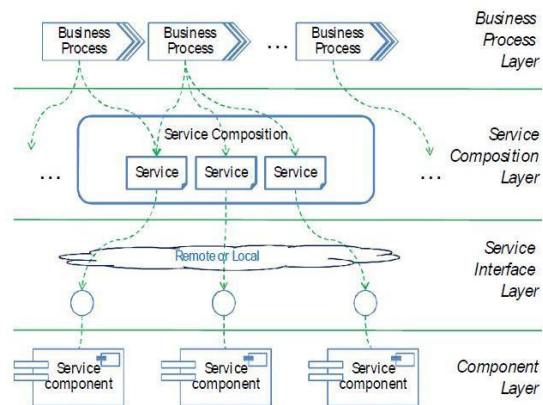 Business
Process
Business
Process
...
Business
Process
Business
Process
Layer
Service Composition
Service
Service
Service
...
...
Service
Composition
Layer
Remote or Local
Service
Interface
Layer
Service
component
Service
component
Service
component
Component
Layer